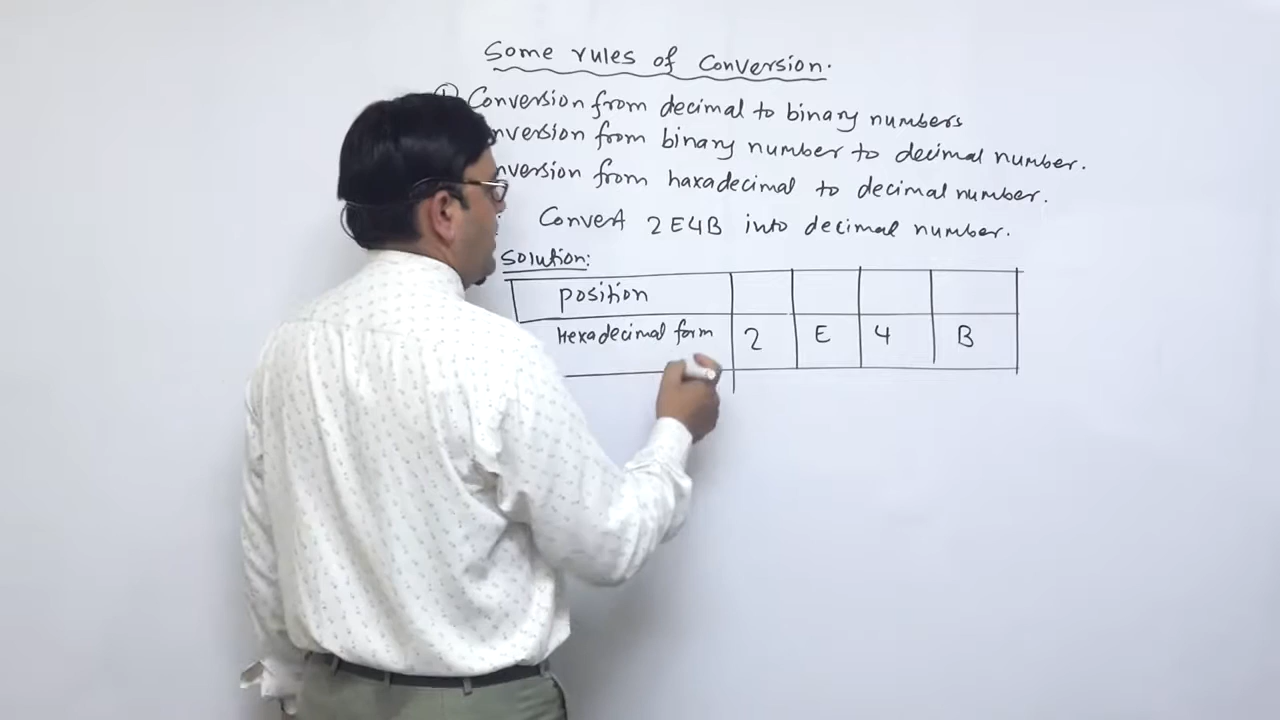 Some rules of Conversion.
Conversion from decimal to binary numbers
nversion from binary number to decimal number.
nversion from haxadecimal to decimal number.
Convert 2E4B into decimal number.
Solution:
position
Hexadecimal form 2 E 4 B